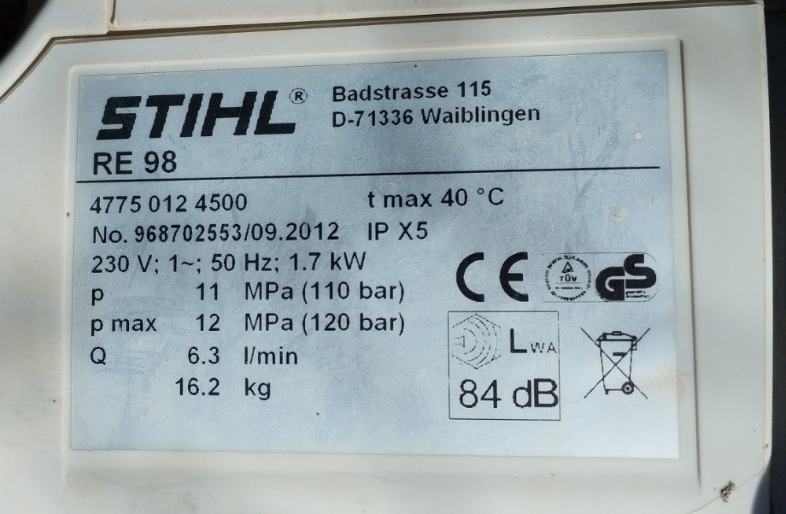 STIHL® Badstrasse 115
D-71336 Waiblingen
RE 98
4775 012 4500 t max 40 °C
No. 968702553/09.2012 IP X5
230 V; 1~; 50 Hz; 1.7 kW
p 11 MPa (110 bar)
p max 12 MPa (120 bar)
Q 6.3 l/min
16.2 kg
CE TÜV GS
LWA
84 dB